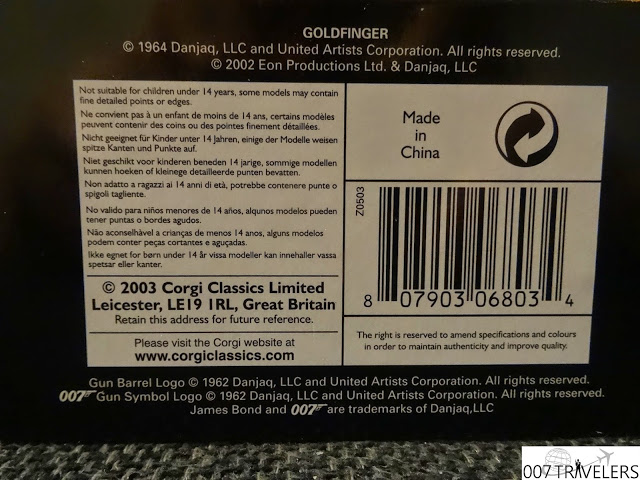 GOLDFINGER
© 1964 Danjaq, LLC and United Artists Corporation. All rights reserved.
© 2002 Eon Productions Ltd. & Danjaq, LLC
Not suitable for children under 14 years, some models may contain
fine detailed points or edges.
Ne convient pas à un enfant de moins de 14 ans, certains modèles
peuvent contenir des coins ou des pointes finement détaillées.
Nicht geeignet für Kinder unter 14 Jahren, einige der Modelle weisen
spitze Kanten und Punkte auf.
Niet geschikt voor kinderen beneden 14 jarige, sommige modellen
kunnen hoeken of kleinege detailleerde punten bevatten.
Non adatto a ragazzi ai 14 anni di età, potrebbe contenere punte o
spigoli tagliente.
No valido para niños menores de 14 años, alqunos modelos pueden
tener puntas o bordes agudos.
Não aconselhável a crianças de menos 14 anos, alguns modelos
podem conter peças cortantes e aguçadas.
Ikke egnet for børn under 14 år vissa modeller kan innehaller vassa
spetsar eller kanter.
© 2003 Corgi Classics Limited
Leicester, LE19 1RL, Great Britain
Retain this address for future reference.
Please visit the Corgi website at
www.corgiclassics.com
Made
in
China
Z0503
8 07903 06803 4
The right is reserved to amend specifications and colours
in order to maintain authenticity and improve quality.
Gun Barrel Logo © 1962 Danjaq, LLC and United Artists Corporation. All rights reserved.
007 Gun Symbol Logo © 1962 Danjaq, LLC and United Artists Corporation. All rights reserved.
James Bond and 007 are trademarks of Danjaq,LLC
007 TRAVELERS